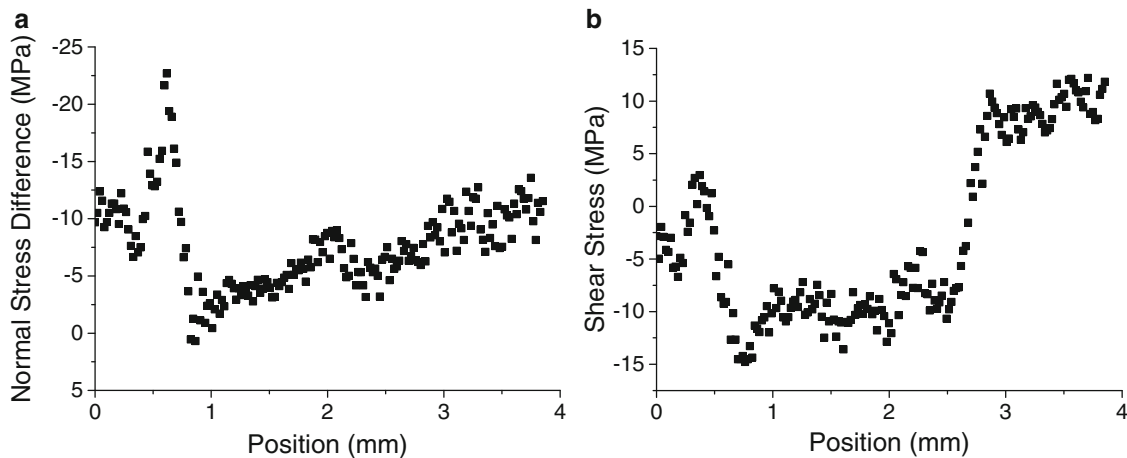 a
Normal Stress Difference (MPa)
-25
-20
-15
-10
-5
0
5
0 1 2 3 4
Position (mm)
b
Shear Stress (MPa)
15
10
5
0
-5
-10
-15
0 1 2 3 4
Position (mm)